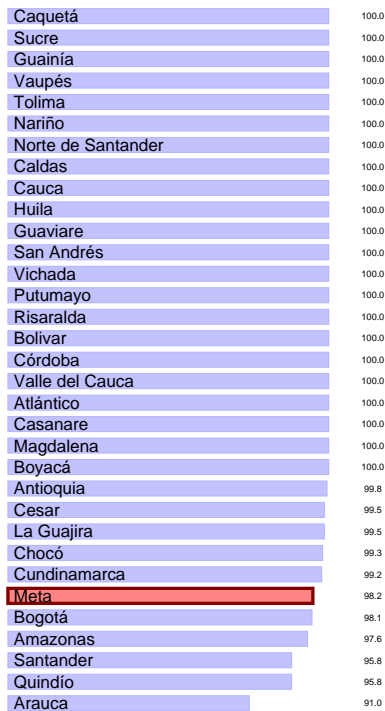 Caquetá 100.0
Sucre 100.0
Guainía 100.0
Vaupés 100.0
Tolima 100.0
Nariño 100.0
Norte de Santander 100.0
Caldas 100.0
Cauca 100.0
Huila 100.0
Guaviare 100.0
San Andrés 100.0
Vichada 100.0
Putumayo 100.0
Risaralda 100.0
Bolivar 100.0
Córdoba 100.0
Valle del Cauca 100.0
Atlántico 100.0
Casanare 100.0
Magdalena 100.0
Boyacá 100.0
Antioquia 99.8
Cesar 99.5
La Guajira 99.5
Chocó 99.3
Cundinamarca 99.2
Meta 98.2
Bogotá 98.1
Amazonas 97.6
Santander 95.8
Quindío 95.8
Arauca 91.0